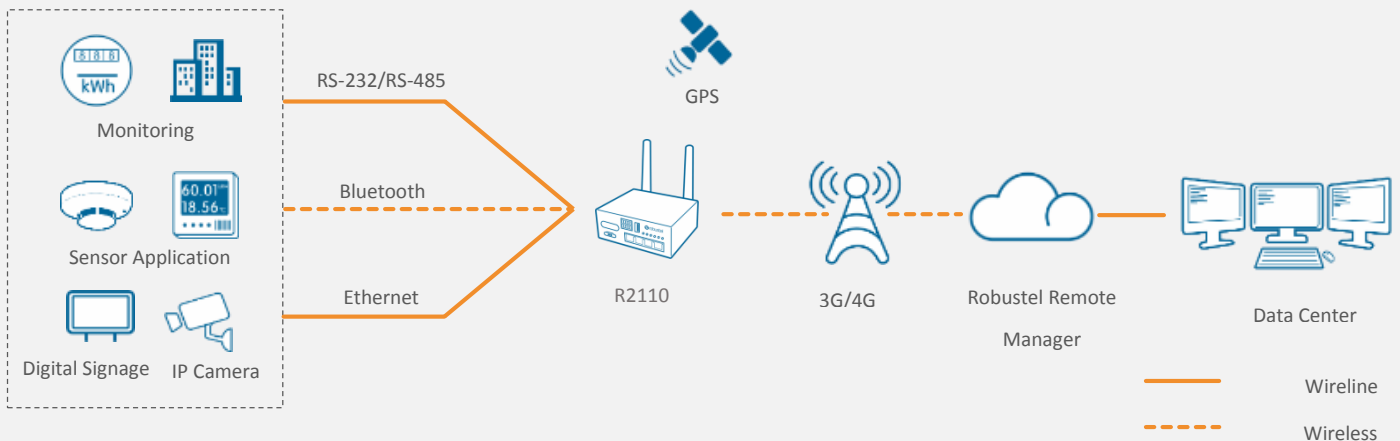 GPS
RS-232/RS-485
888
kWh
Monitoring
Bluetooth
60.01
18.56
Sensor Application
Ethernet
R2110
3G/4G
Robustel Remote
Manager
Data Center
Digital Signage
IP Camera
Wireline
Wireless